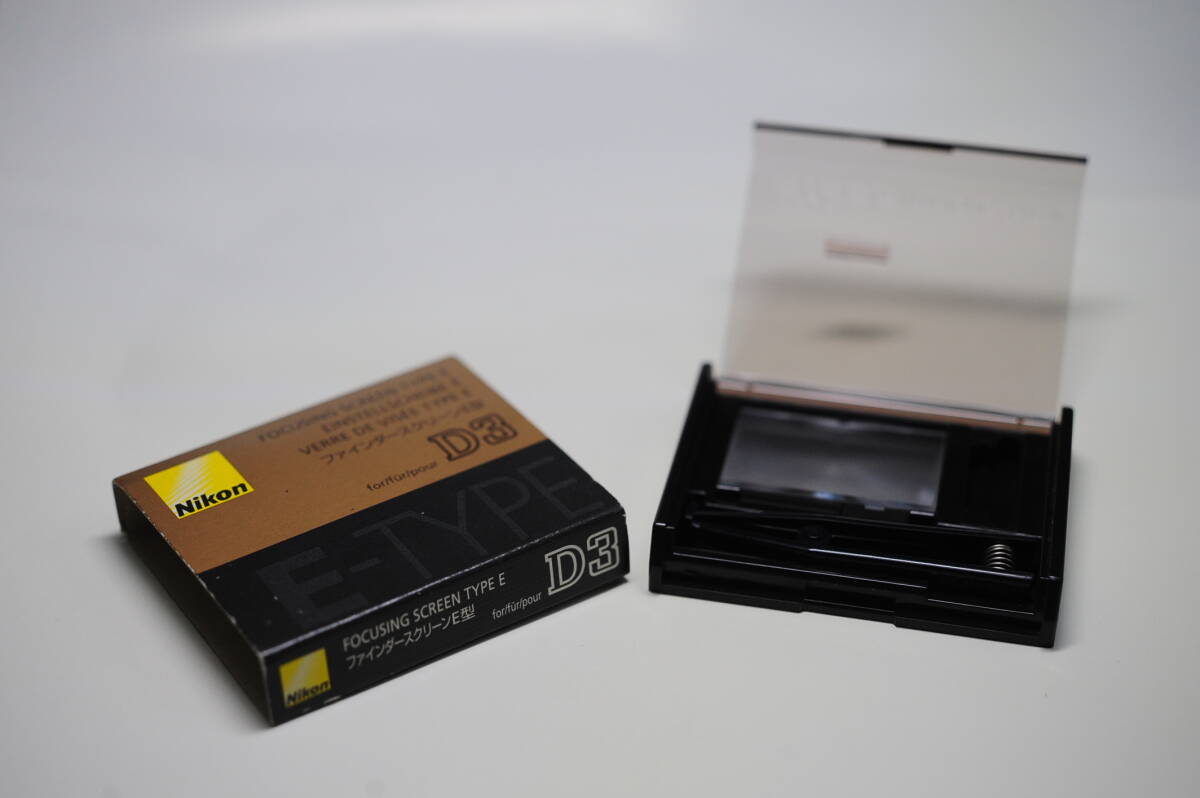 FOCUSING SCREEN TYPE E
EINSTELLSCHEIBE E
VERRE DE VISÉE TYPE E
ファインダースクリーンE型
for/für/pour D3
Nikon
E-TYPE
FOCUSING SCREEN TYPE E
ファインダースクリーンE型
for/für/pour D3
Nikon